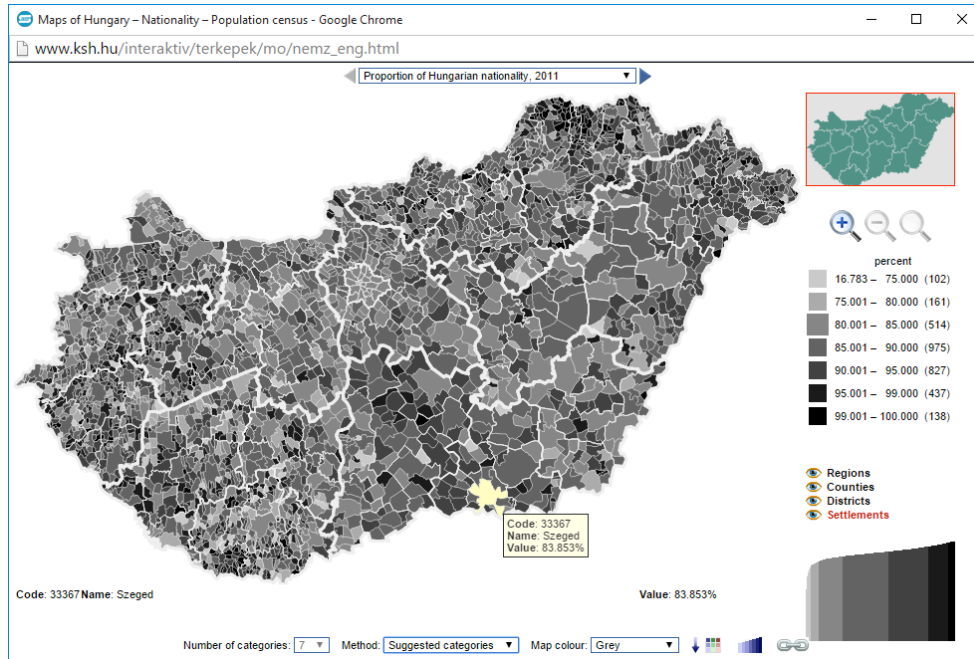 Maps of Hungary – Nationality – Population census - Google Chrome
www.ksh.hu/interaktiv/terkepek/mo/nemz_eng.html
Proportion of Hungarian nationality, 2011
percent
16.783 – 75.000 (102)
75.001 – 80.000 (161)
80.001 – 85.000 (514)
85.001 – 90.000 (975)
90.001 – 95.000 (827)
95.001 – 99.000 (437)
99.001 – 100.000 (138)
Regions
Counties
Districts
Settlements
Code: 33367
Name: Szeged
Value: 83.853%
Code: 33367 Name: Szeged Value: 83.853%
Number of categories: 7 Method: Suggested categories Map colour: Grey